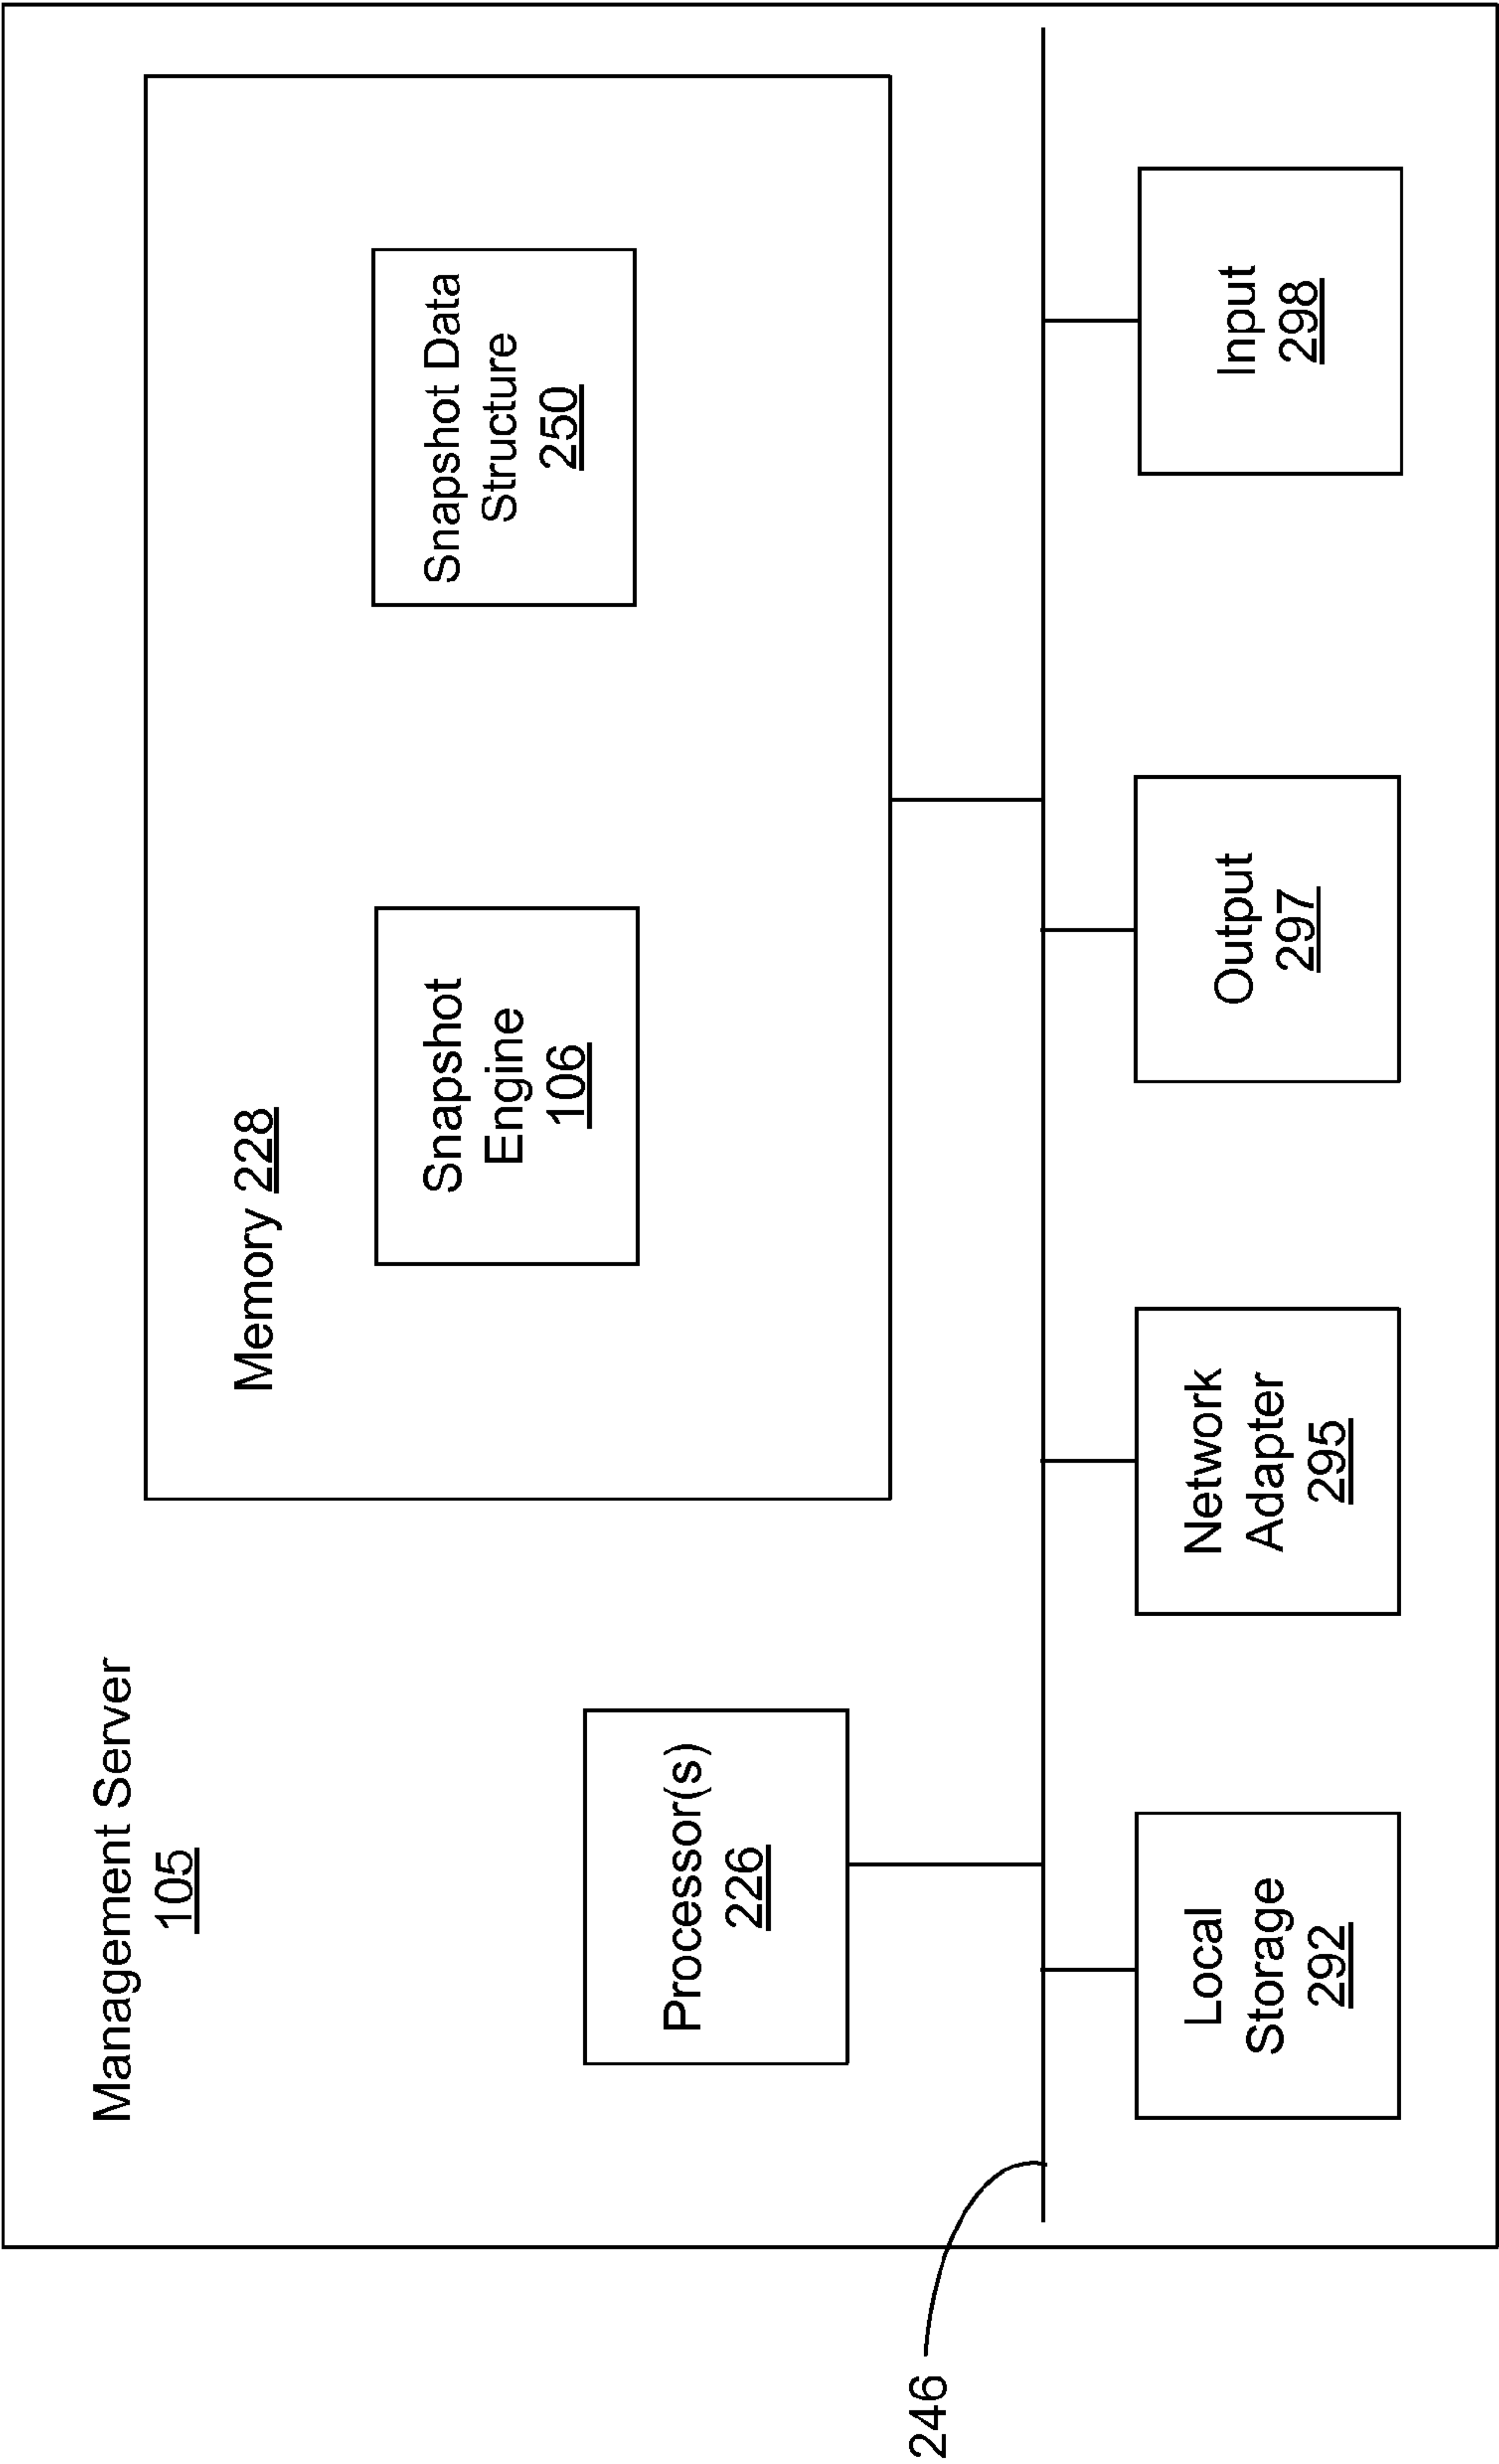 Management Server
105
Memory 228
Snapshot
Engine
106
Snapshot Data
Structure
250
Processor(s)
226
246
Local
Storage
292
Network
Adapter
295
Output
297
Input
298